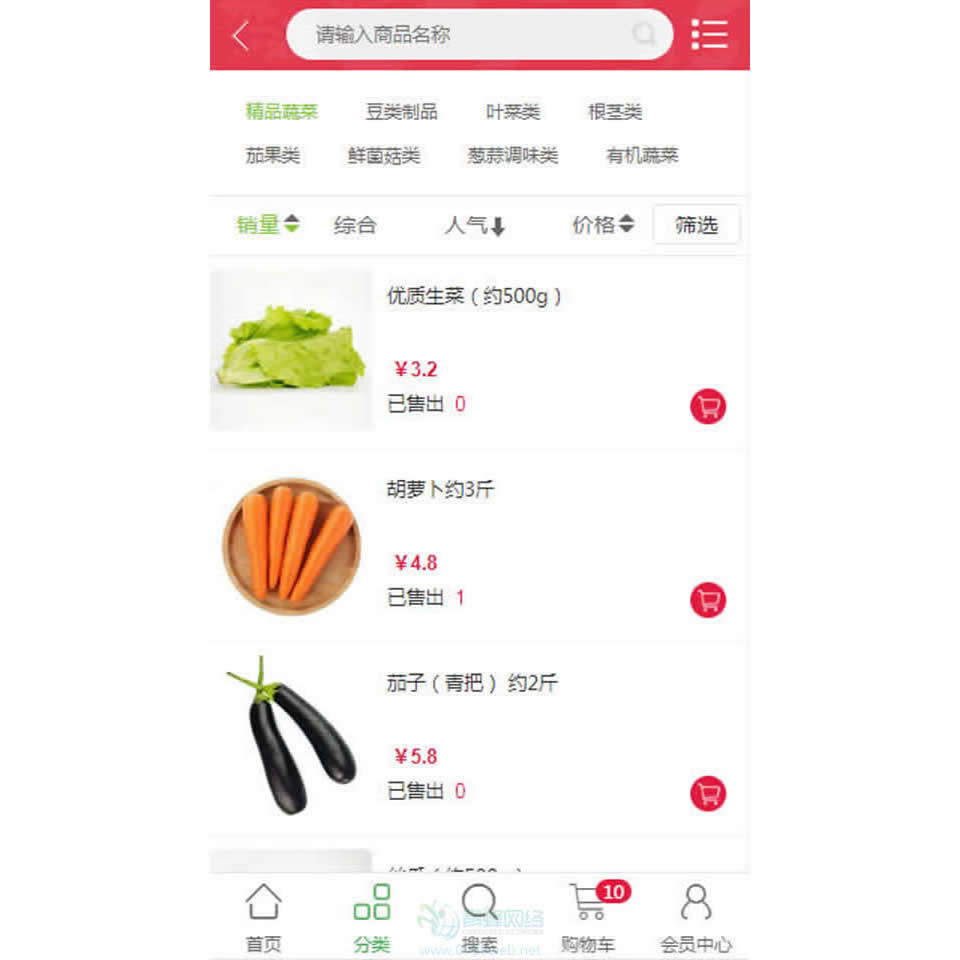 请输入商品名称
精品蔬菜 豆类制品 叶菜类 根茎类
茄果类 鲜菌菇类 葱蒜调味类 有机蔬菜
销量 综合 人气 价格 筛选
优质生菜（约500g）
￥3.2
已售出 0
胡萝卜约3斤
￥4.8
已售出 1
茄子（青把） 约2斤
￥5.8
已售出 0
10
首页 分类 搜索 购物车 会员中心